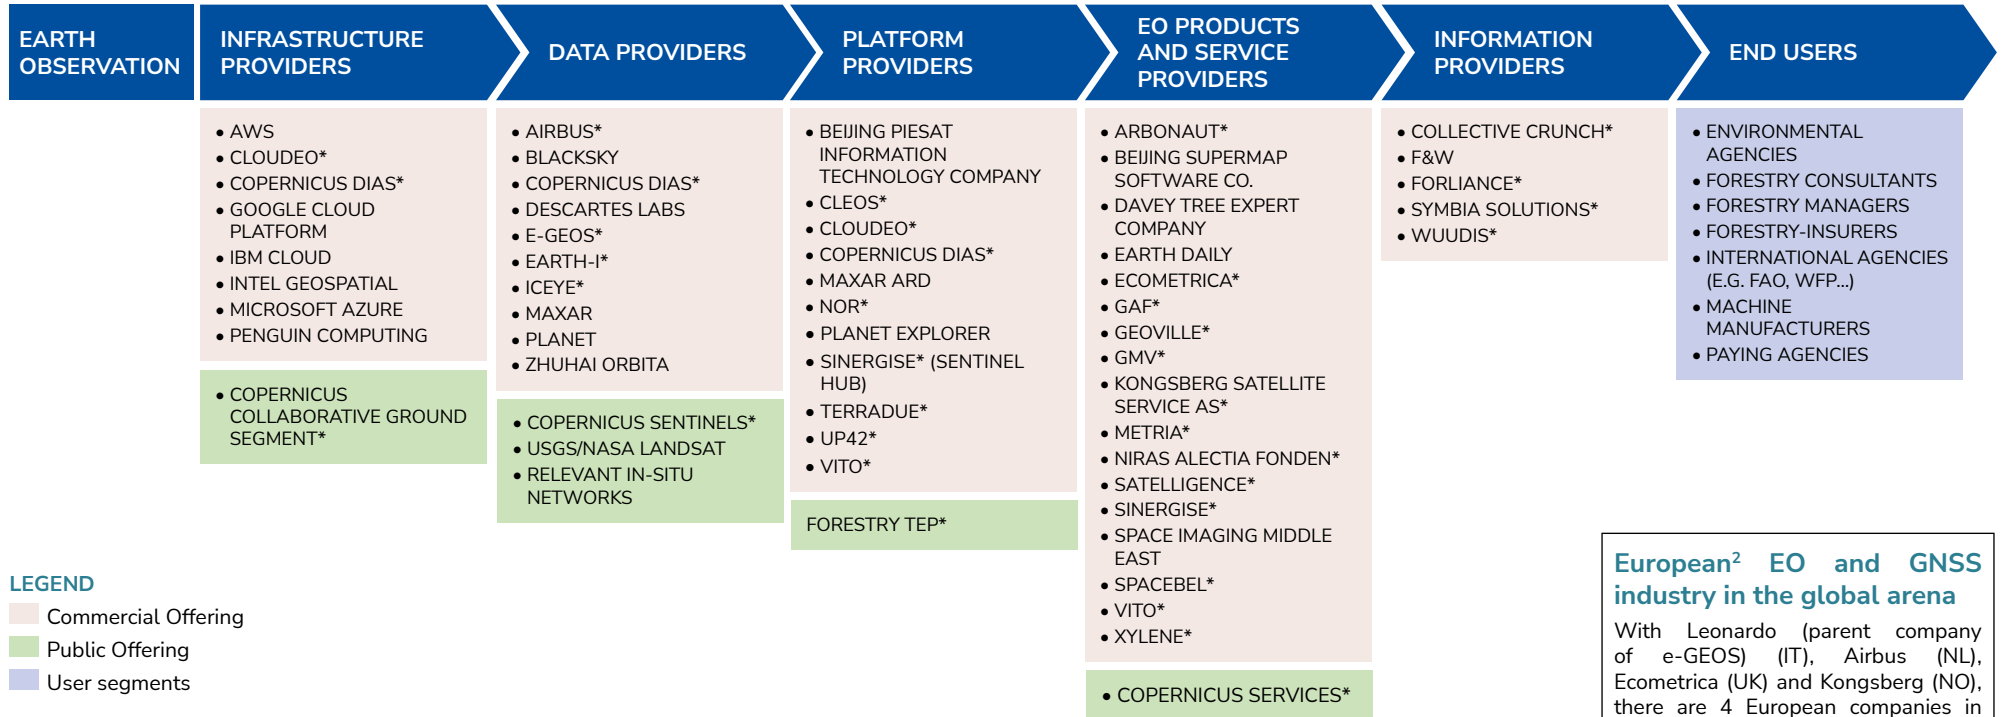 EARTH
OBSERVATION
INFRASTRUCTURE
PROVIDERS
DATA PROVIDERS
PLATFORM
PROVIDERS
EO PRODUCTS
AND SERVICE
PROVIDERS
INFORMATION
PROVIDERS
END USERS
• AWS
• CLOUDEO*
• COPERNICUS DIAS*
• GOOGLE CLOUD
PLATFORM
• IBM CLOUD
• INTEL GEOSPATIAL
• MICROSOFT AZURE
• PENGUIN COMPUTING
• COPERNICUS
COLLABORATIVE GROUND
SEGMENT*
• AIRBUS*
• BLACKSKY
• COPERNICUS DIAS*
• DESCARTES LABS
• E-GEOS*
• EARTH-I*
• ICEYE*
• MAXAR
• PLANET
• ZHUHAI ORBITA
• COPERNICUS SENTINELS*
• USGS/NASA LANDSAT
• RELEVANT IN-SITU
NETWORKS
• BEIJING PIESAT
INFORMATION
TECHNOLOGY COMPANY
• CLEOS*
• CLOUDEO*
• COPERNICUS DIAS*
• MAXAR ARD
• NOR*
• PLANET EXPLORER
• SINERGISE* (SENTINEL
HUB)
• TERRADUE*
• UP42*
• VITO*
FORESTRY TEP*
• ARBONAUT*
• BEIJING SUPERMAP
SOFTWARE CO.
• DAVEY TREE EXPERT
COMPANY
• EARTH DAILY
• ECOMETRICA*
• GAF*
• GEOVILLE*
• GMV*
• KONGSBERG SATELLITE
SERVICE AS*
• METRIA*
• NIRAS ALECTIA FONDEN*
• SATELLIGENCE*
• SINERGISE*
• SPACE IMAGING MIDDLE
EAST
• SPACEBEL*
• VITO*
• XYLENE*
• COPERNICUS SERVICES*
• COLLECTIVE CRUNCH*
• F&W
• FORLIANCE*
• SYMBIA SOLUTIONS*
• WUUDIS*
• ENVIRONMENTAL
AGENCIES
• FORESTRY CONSULTANTS
• FORESTRY MANAGERS
• FORESTRY-INSURERS
• INTERNATIONAL AGENCIES
(E.G. FAO, WFP...)
• MACHINE
MANUFACTURERS
• PAYING AGENCIES
LEGEND
Commercial Offering
Public Offering
User segments
European² EO and GNSS
industry in the global arena
With Leonardo (parent company
of e-GEOS) (IT), Airbus (NL),
Ecometrica (UK) and Kongsberg (NO),
there are 4 European companies in